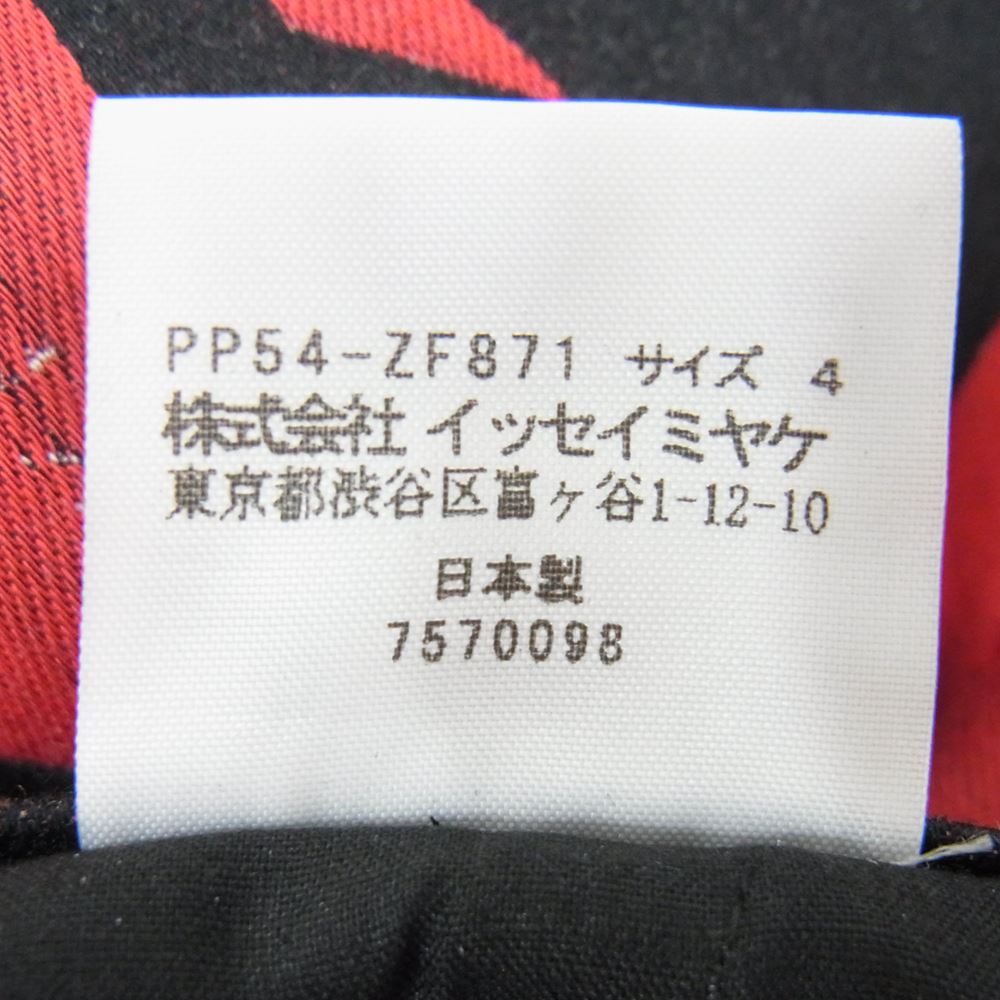 PP54-ZF871 サイズ 4
株式会社 イッセイミヤケ
東京都渋谷区富ヶ谷1-12-10
日本製
7570098